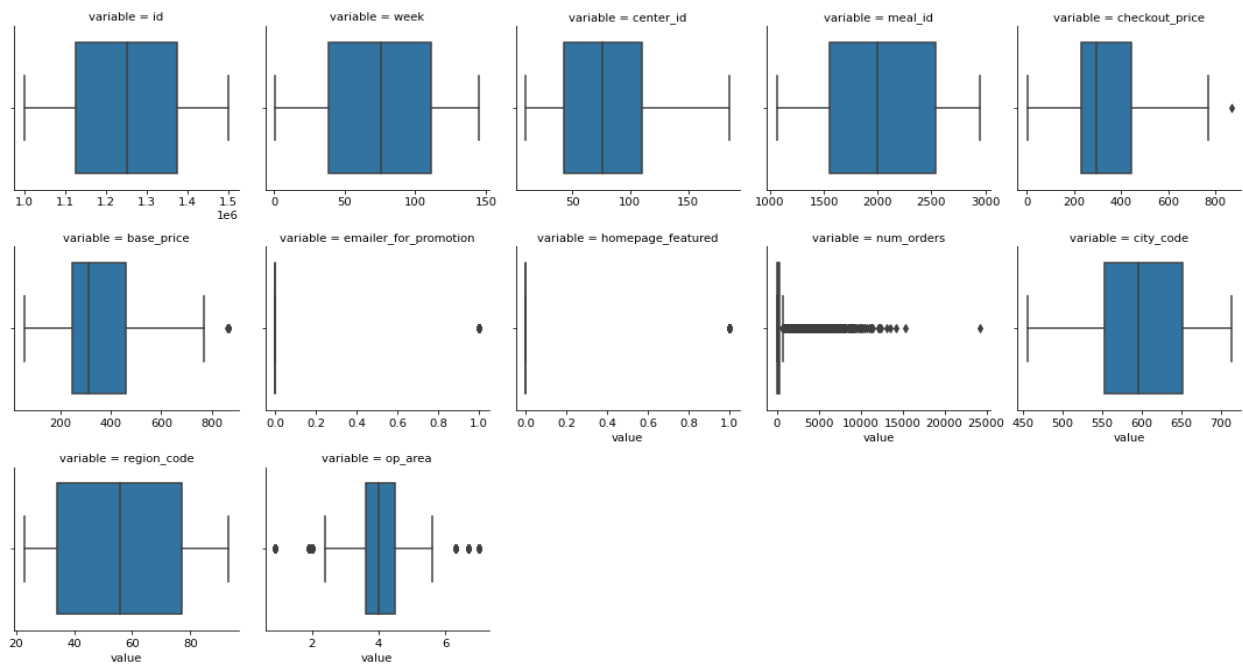 variable = id
1.0 1.1 1.2 1.3 1.4 1.5
1e6
variable = week
0 50 100 150
variable = center_id
50 100 150
variable = meal_id
1000 1500 2000 2500 3000
variable = checkout_price
0 200 400 600 800
variable = base_price
200 400 600 800
variable = emailer_for_promotion
0.0 0.2 0.4 0.6 0.8 1.0
variable = homepage_featured
0.0 0.2 0.4 0.6 0.8 1.0
value
variable = num_orders
0 5000 10000 15000 20000 25000
value
variable = city_code
450 500 550 600 650 700
value
variable = region_code
20 40 60 80
value
variable = op_area
2 4 6
value